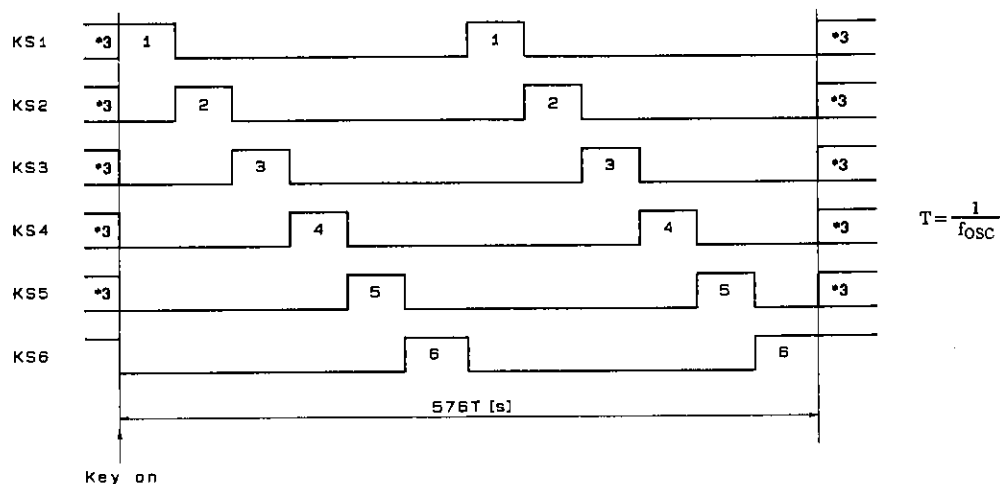 KS1 *3 1 1 *3
KS2 *3 2 2 *3
KS3 *3 3 3 *3
KS4 *3 4 4 *3
KS5 *3 5 5 *3
KS6 6 6
T=1/fOSC
576T [s]
Key on